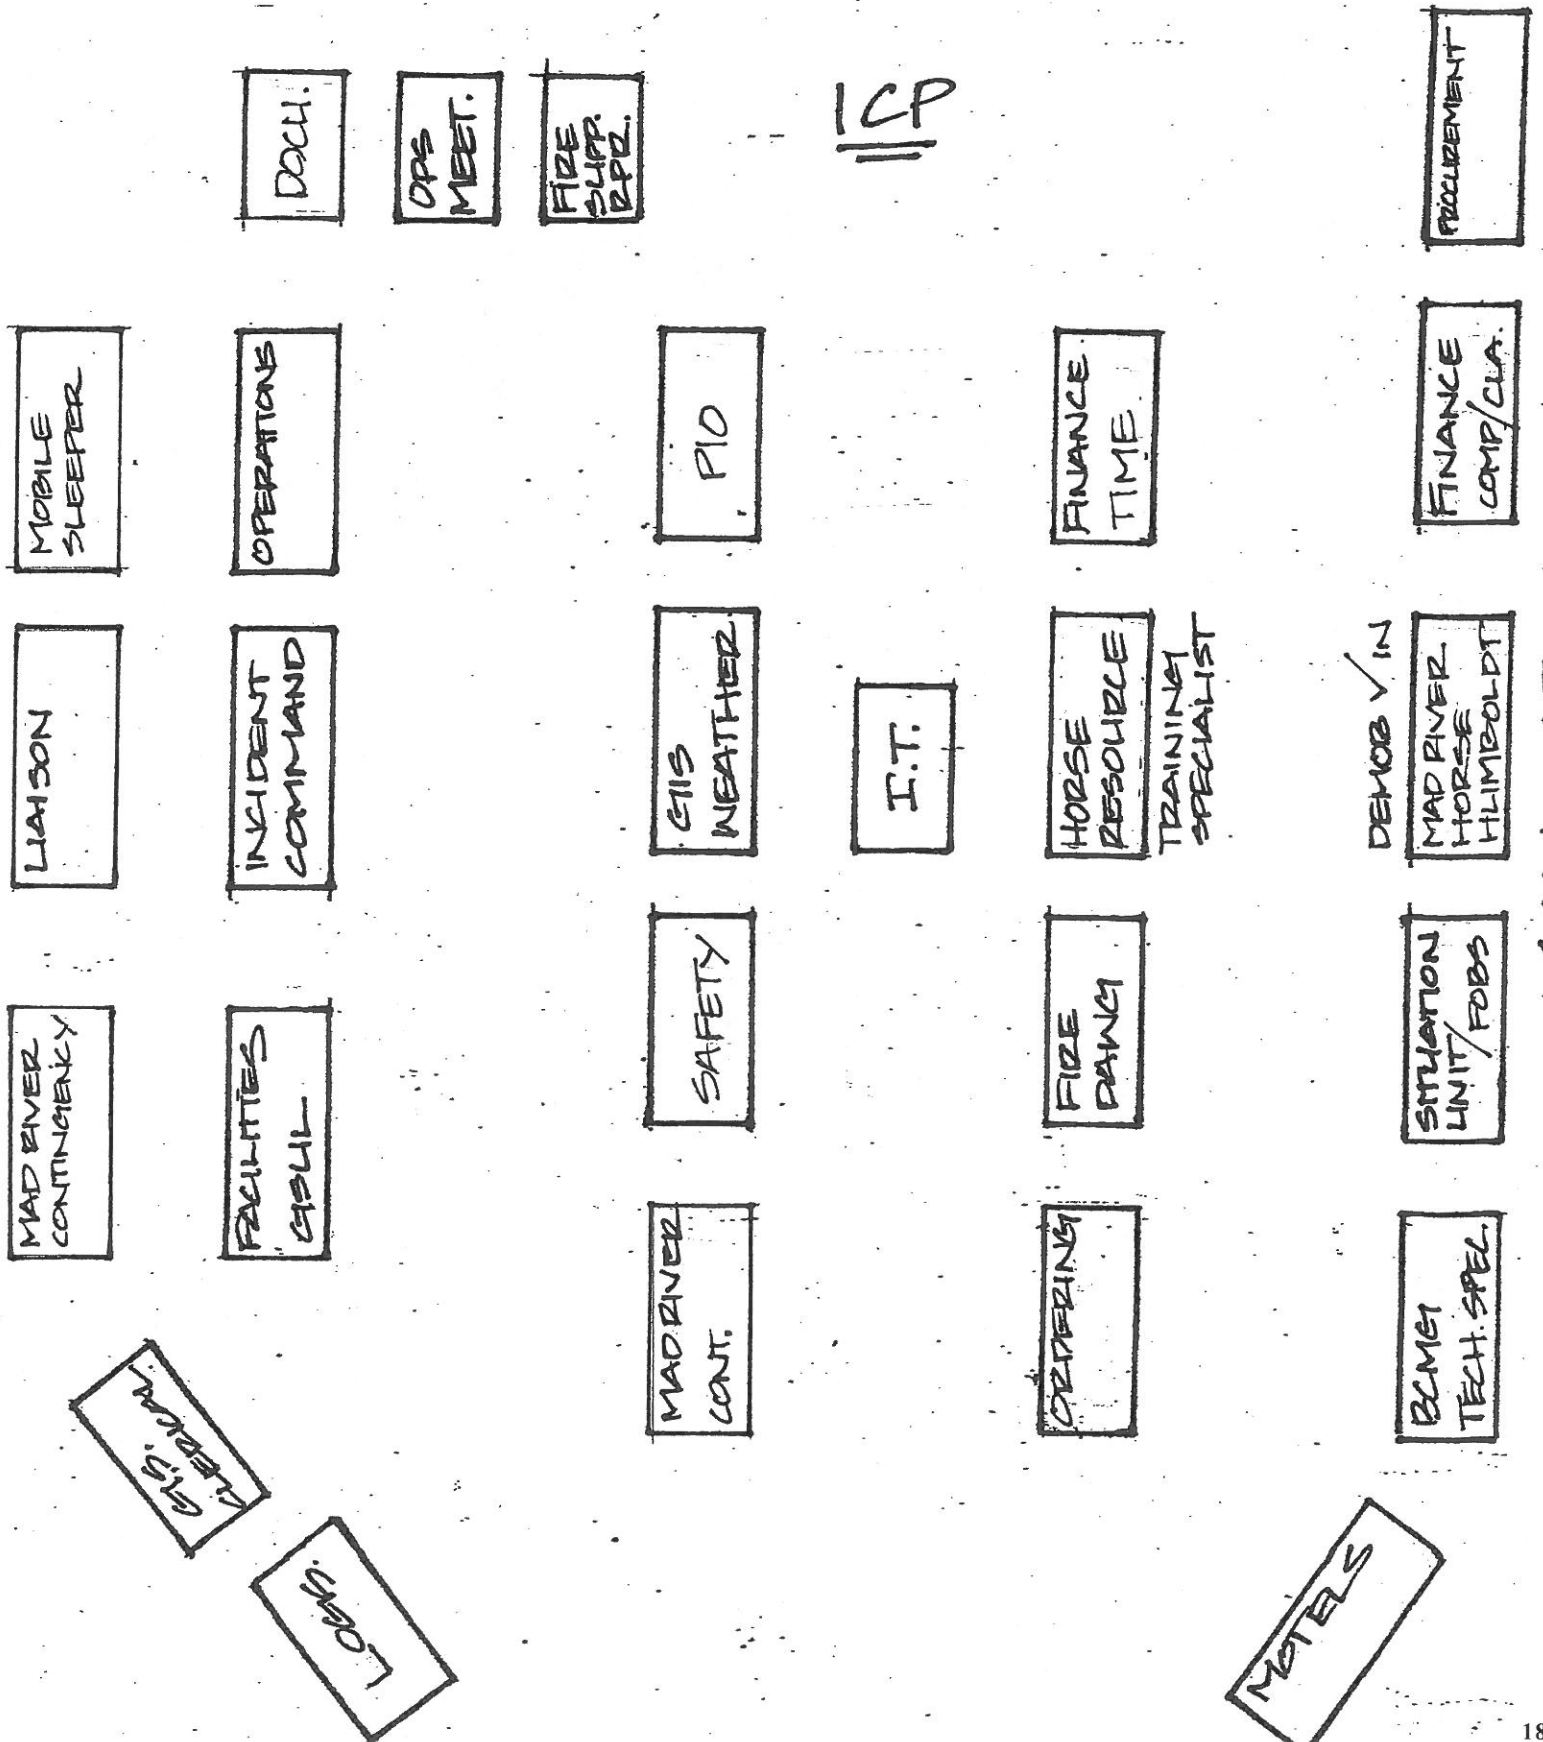 MAD RIVER
CONTINGENCY
LIAISON
MOBILE
SLEEPER
G.S.
CLERICAL
LOGS.
FACILITIES
GSUL
INCIDENT
COMMAND
OPERATIONS
DOCU.
OPS
MEET.
FIRE
SUPP.
RPR.
MAD RIVER
CONT.
SAFETY
GIS
WEATHER
PIO
I.T.
ICP
ORDERING
FIRE
DAWG
HORSE
RESOURCE
TRAINING
SPECIALIST
FINANCE
TIME
MOTELS
BCMG
TECH. SPEC.
SITUATION
UNIT/FOBS
DEMOB ✓ IN
MAD RIVER
HORSE
HUMBOLDT
FINANCE
COMP/CLA.
PROCUREMENT
18